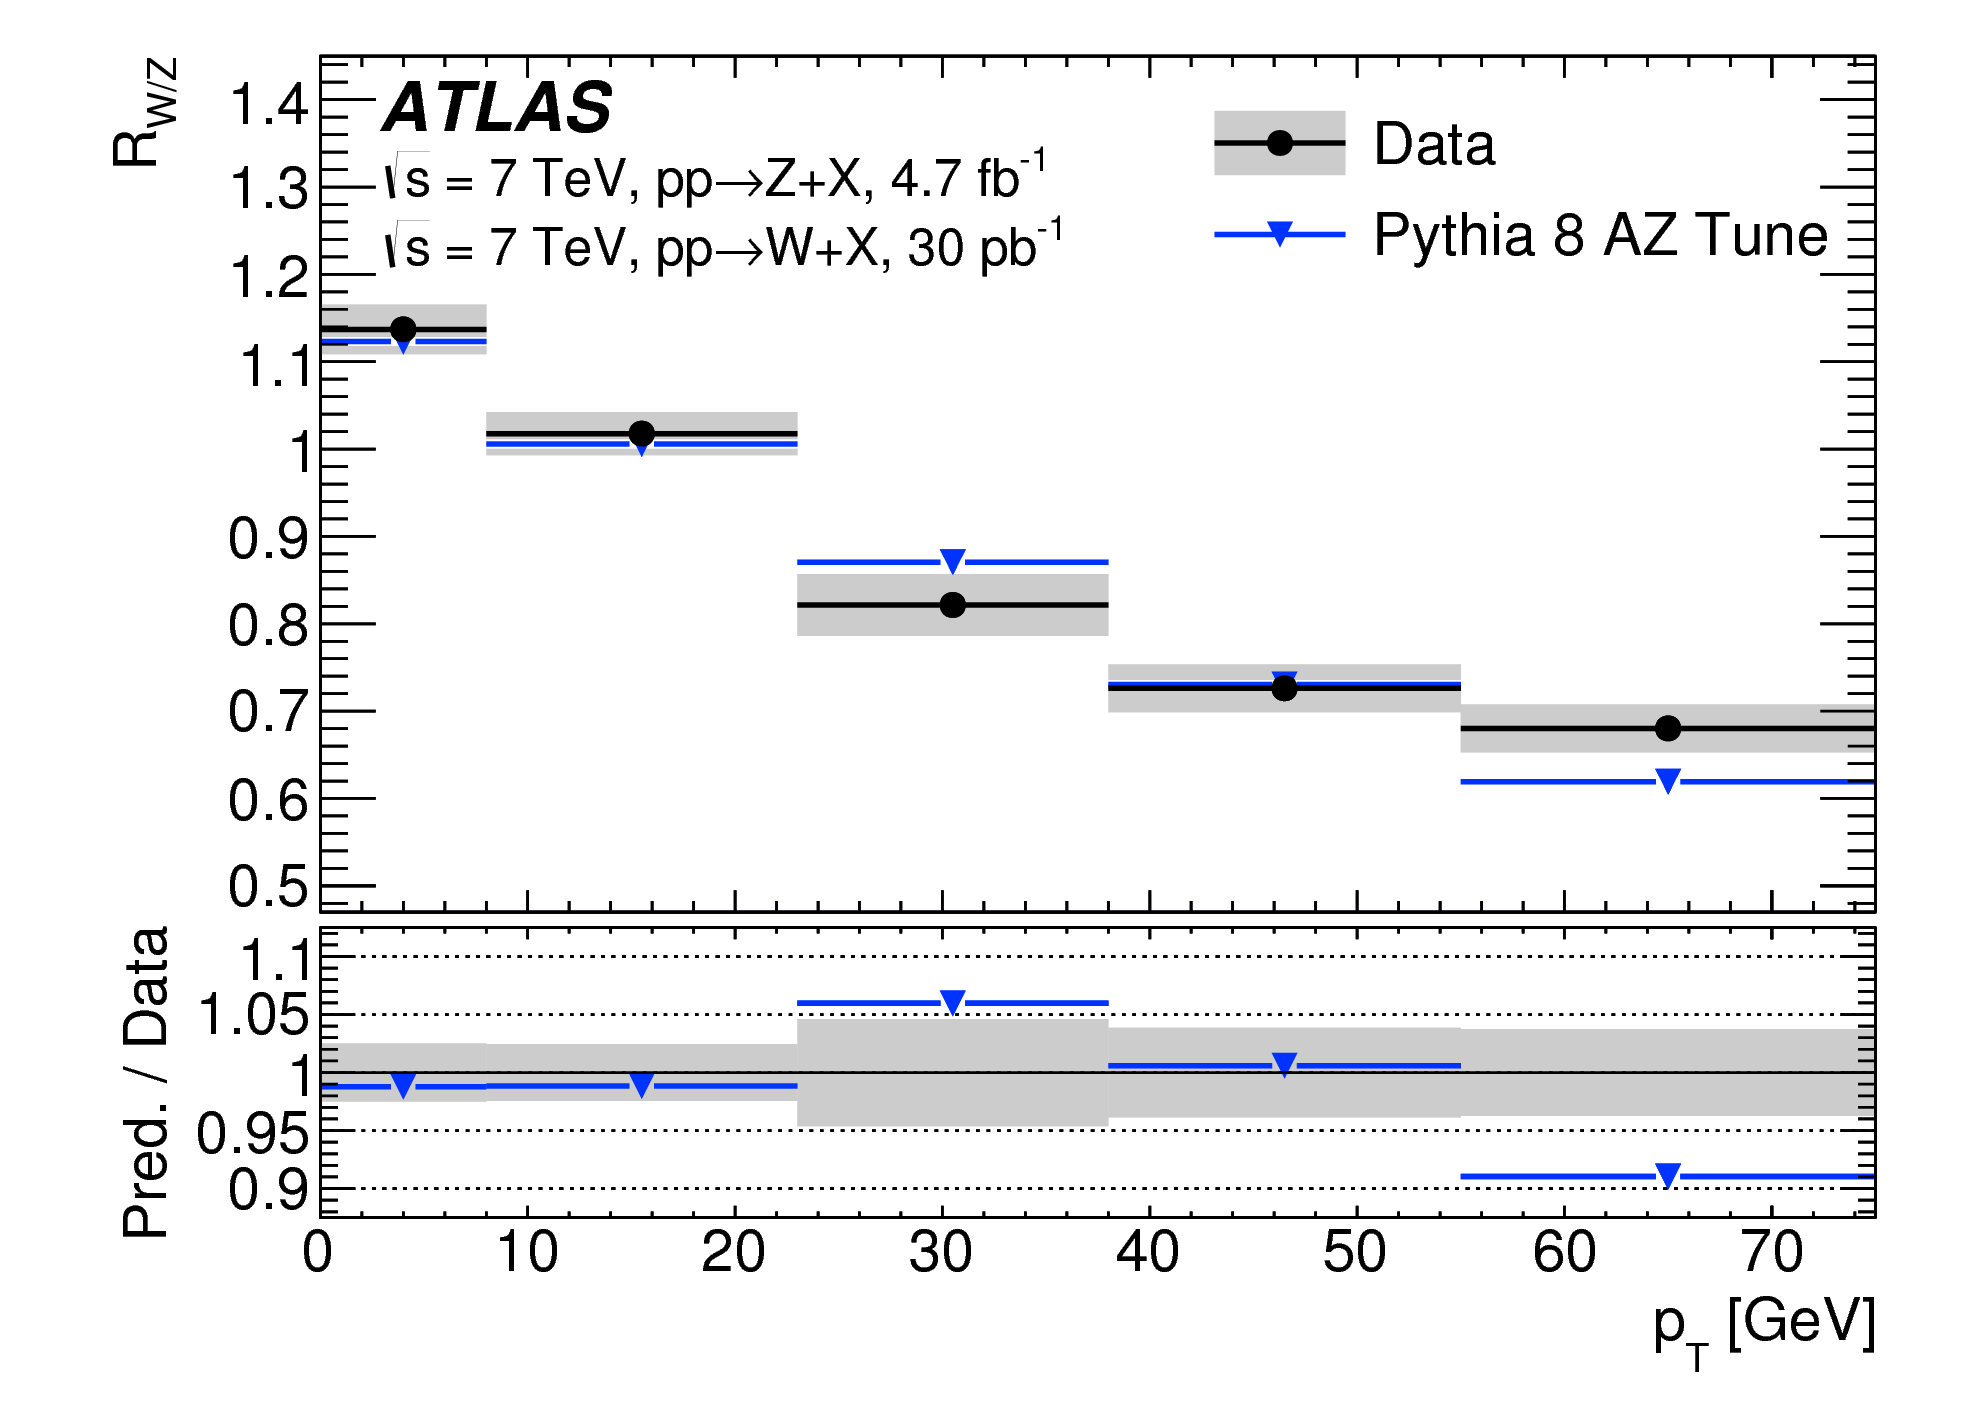 R_{W/Z}
ATLAS
√s = 7 TeV, pp→Z+X, 4.7 fb^{-1}
√s = 7 TeV, pp→W+X, 30 pb^{-1}
Data
Pythia 8 AZ Tune
1.4
1.3
1.2
1.1
1
0.9
0.8
0.7
0.6
0.5
Pred. / Data
1.1
1.05
1
0.95
0.9
0 10 20 30 40 50 60 70
p_T [GeV]